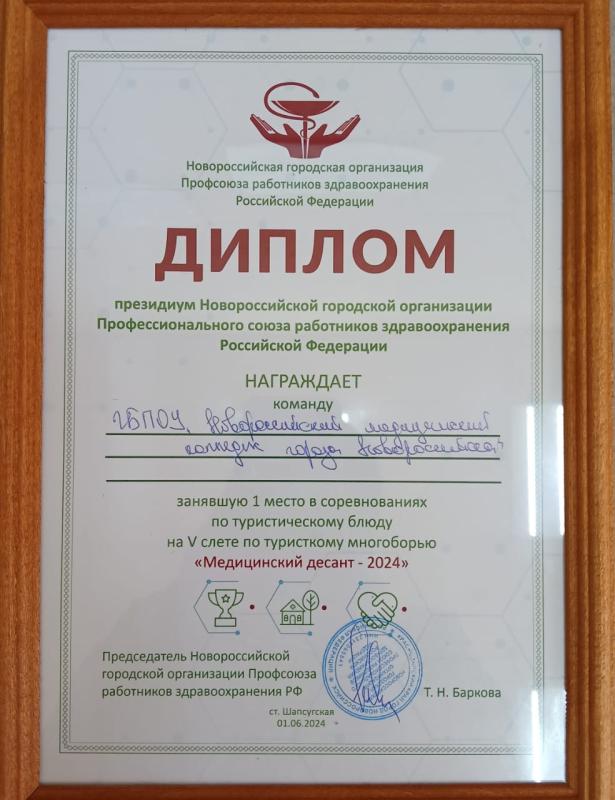 Новороссийская городская организация
Профсоюза работников здравоохранения
Российской Федерации
ДИПЛОМ
президиум Новороссийской городской организации
Профессионального союза работников здравоохранения
Российской Федерации
НАГРАЖДАЕТ
команду
ГБПОУ, Новороссийский медицинский
колледж города Новороссийска
занявшую 1 место в соревнованиях
по туристическому блюду
на V слете по туристкому многоборью
«Медицинский десант - 2024»
Председатель Новороссийской
городской организации Профсоюза
работников здравоохранения РФ
Т. Н. Баркова
ст. Шапсугская
01.06.2024